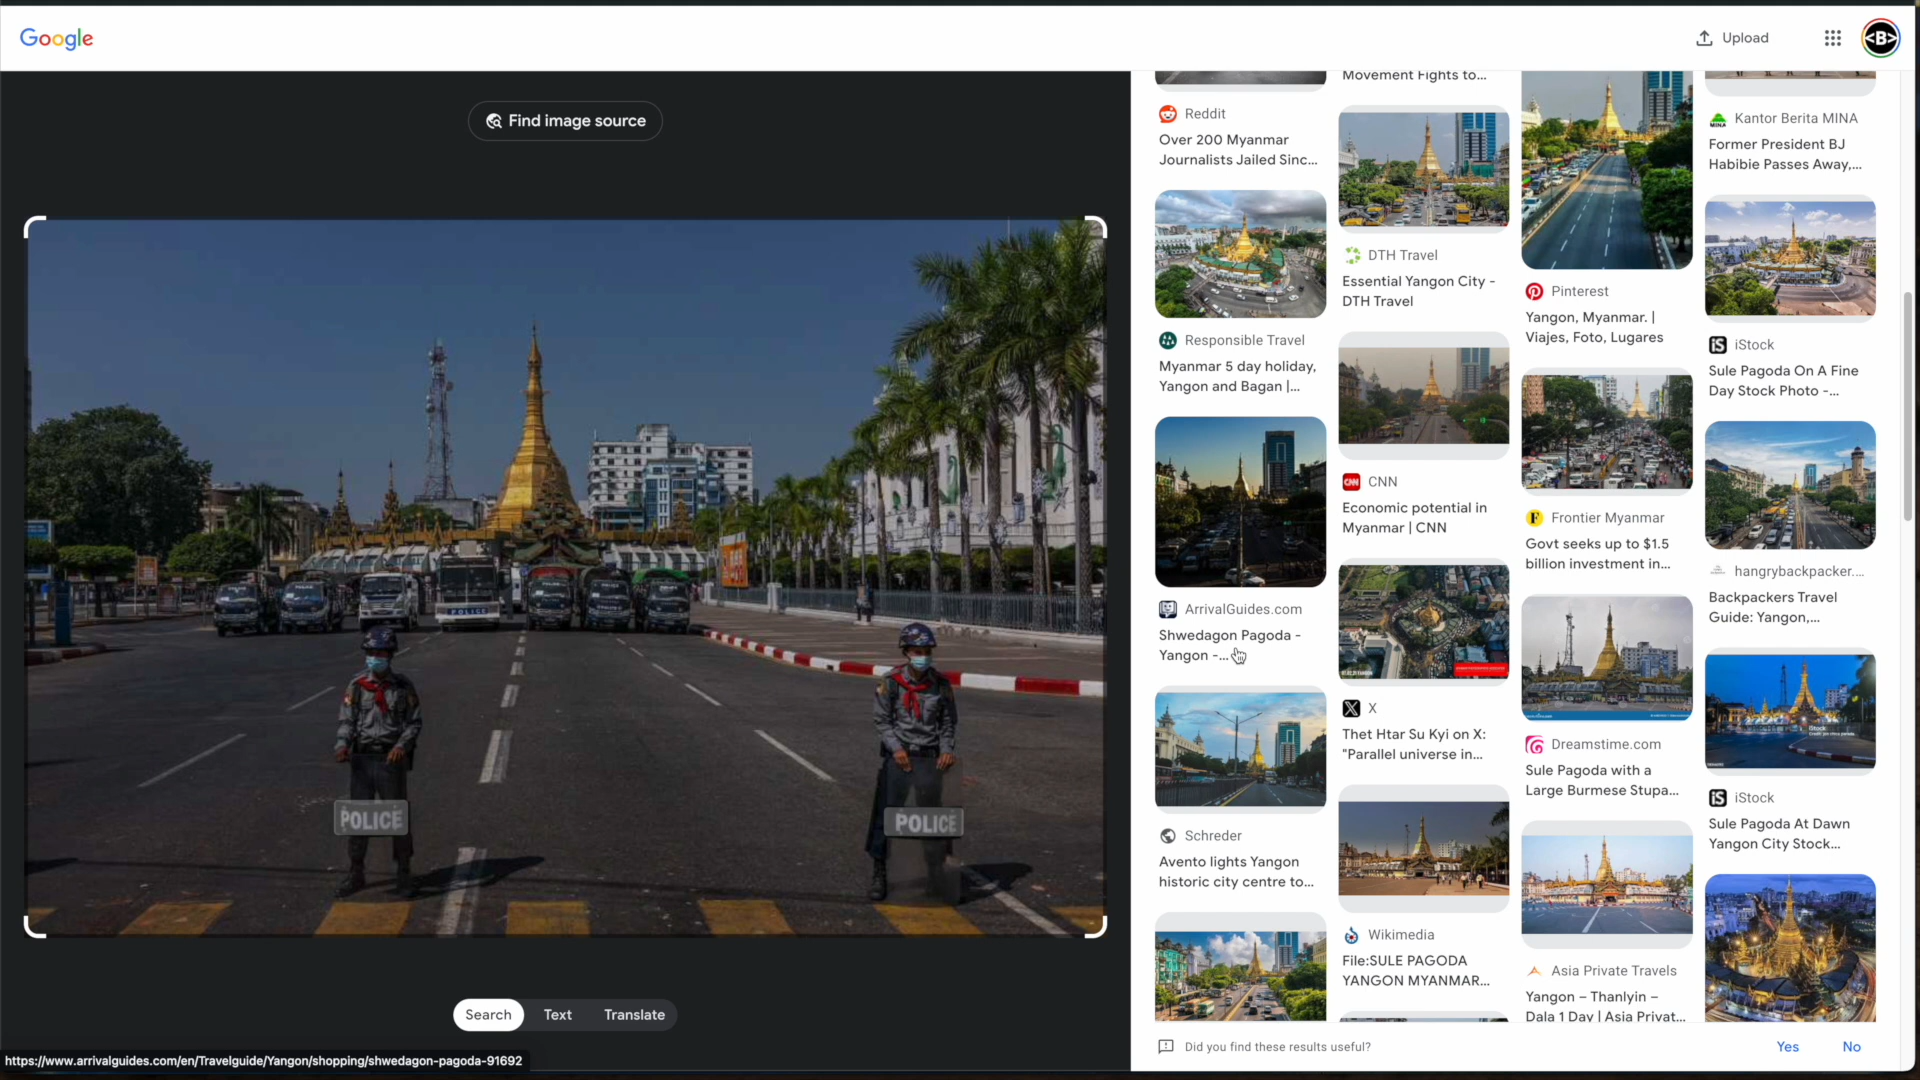 Google
Upload
<B>
Find image source
POLICE
POLICE
POLICE
Search
Text
Translate
https://www.arrivalguides.com/en/Travelguide/Yangon/shopping/shwedagon-pagoda-91692
Reddit
Over 200 Myanmar
Journalists Jailed Sinc...
Responsible Travel
Myanmar 5 day holiday,
Yangon and Bagan |...
ArrivalGuides.com
Shwedagon Pagoda -
Yangon -...
Schreder
Avento lights Yangon
historic city centre to...
Movement Fights to...
DTH Travel
Essential Yangon City -
DTH Travel
CNN
CNN
Economic potential in
Myanmar | CNN
X
Thet Htar Su Kyi on X:
"Parallel universe in...
Wikimedia
File:SULE PAGODA
YANGON MYANMAR...
Pinterest
Yangon, Myanmar. |
Viajes, Foto, Lugares
F
Frontier Myanmar
Govt seeks up to $1.5
billion investment in...
Dreamstime.com
Sule Pagoda with a
Large Burmese Stupa...
Asia Private Travels
Yangon – Thanlyin –
Dala 1 Day | Asia Privat...
MINA
Kantor Berita MINA
Former President BJ
Habibie Passes Away,...
iS
iStock
Sule Pagoda On A Fine
Day Stock Photo -...
hangrybackpacker....
Backpackers Travel
Guide: Yangon,...
iStock
iS
iStock
Sule Pagoda At Dawn
Yangon City Stock...
Did you find these results useful?
Yes
No